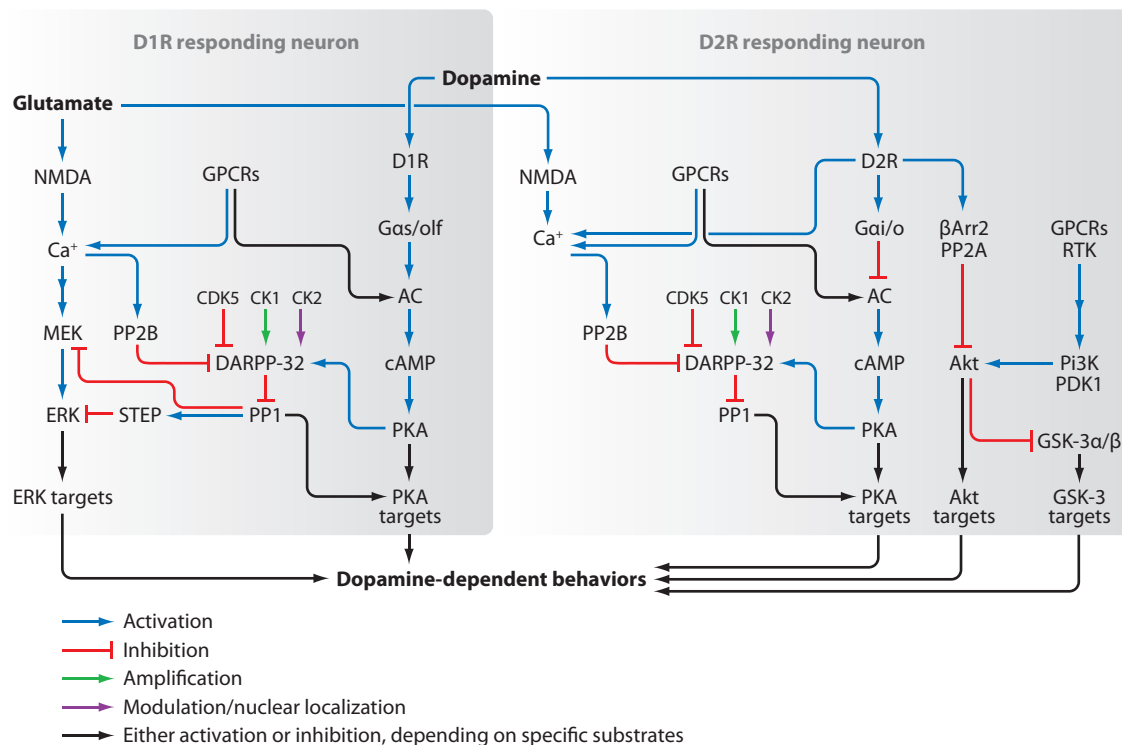 D1R responding neuron
D2R responding neuron
Dopamine
Glutamate
NMDA
GPCRs
D1R
Gαs/olf
Ca⁺
AC
CDK5
CK1
CK2
MEK
PP2B
DARPP-32
cAMP
ERK
STEP
PP1
PKA
ERK targets
PKA
targets
NMDA
GPCRs
D2R
Ca⁺
Gαi/o
βArr2
PP2A
GPCRs
RTK
AC
CDK5
CK1
CK2
PP2B
DARPP-32
cAMP
Akt
Pi3K
PDK1
PP1
PKA
GSK-3α/β
PKA
targets
Akt
targets
GSK-3
targets
Dopamine-dependent behaviors
Activation
Inhibition
Amplification
Modulation/nuclear localization
Either activation or inhibition, depending on specific substrates